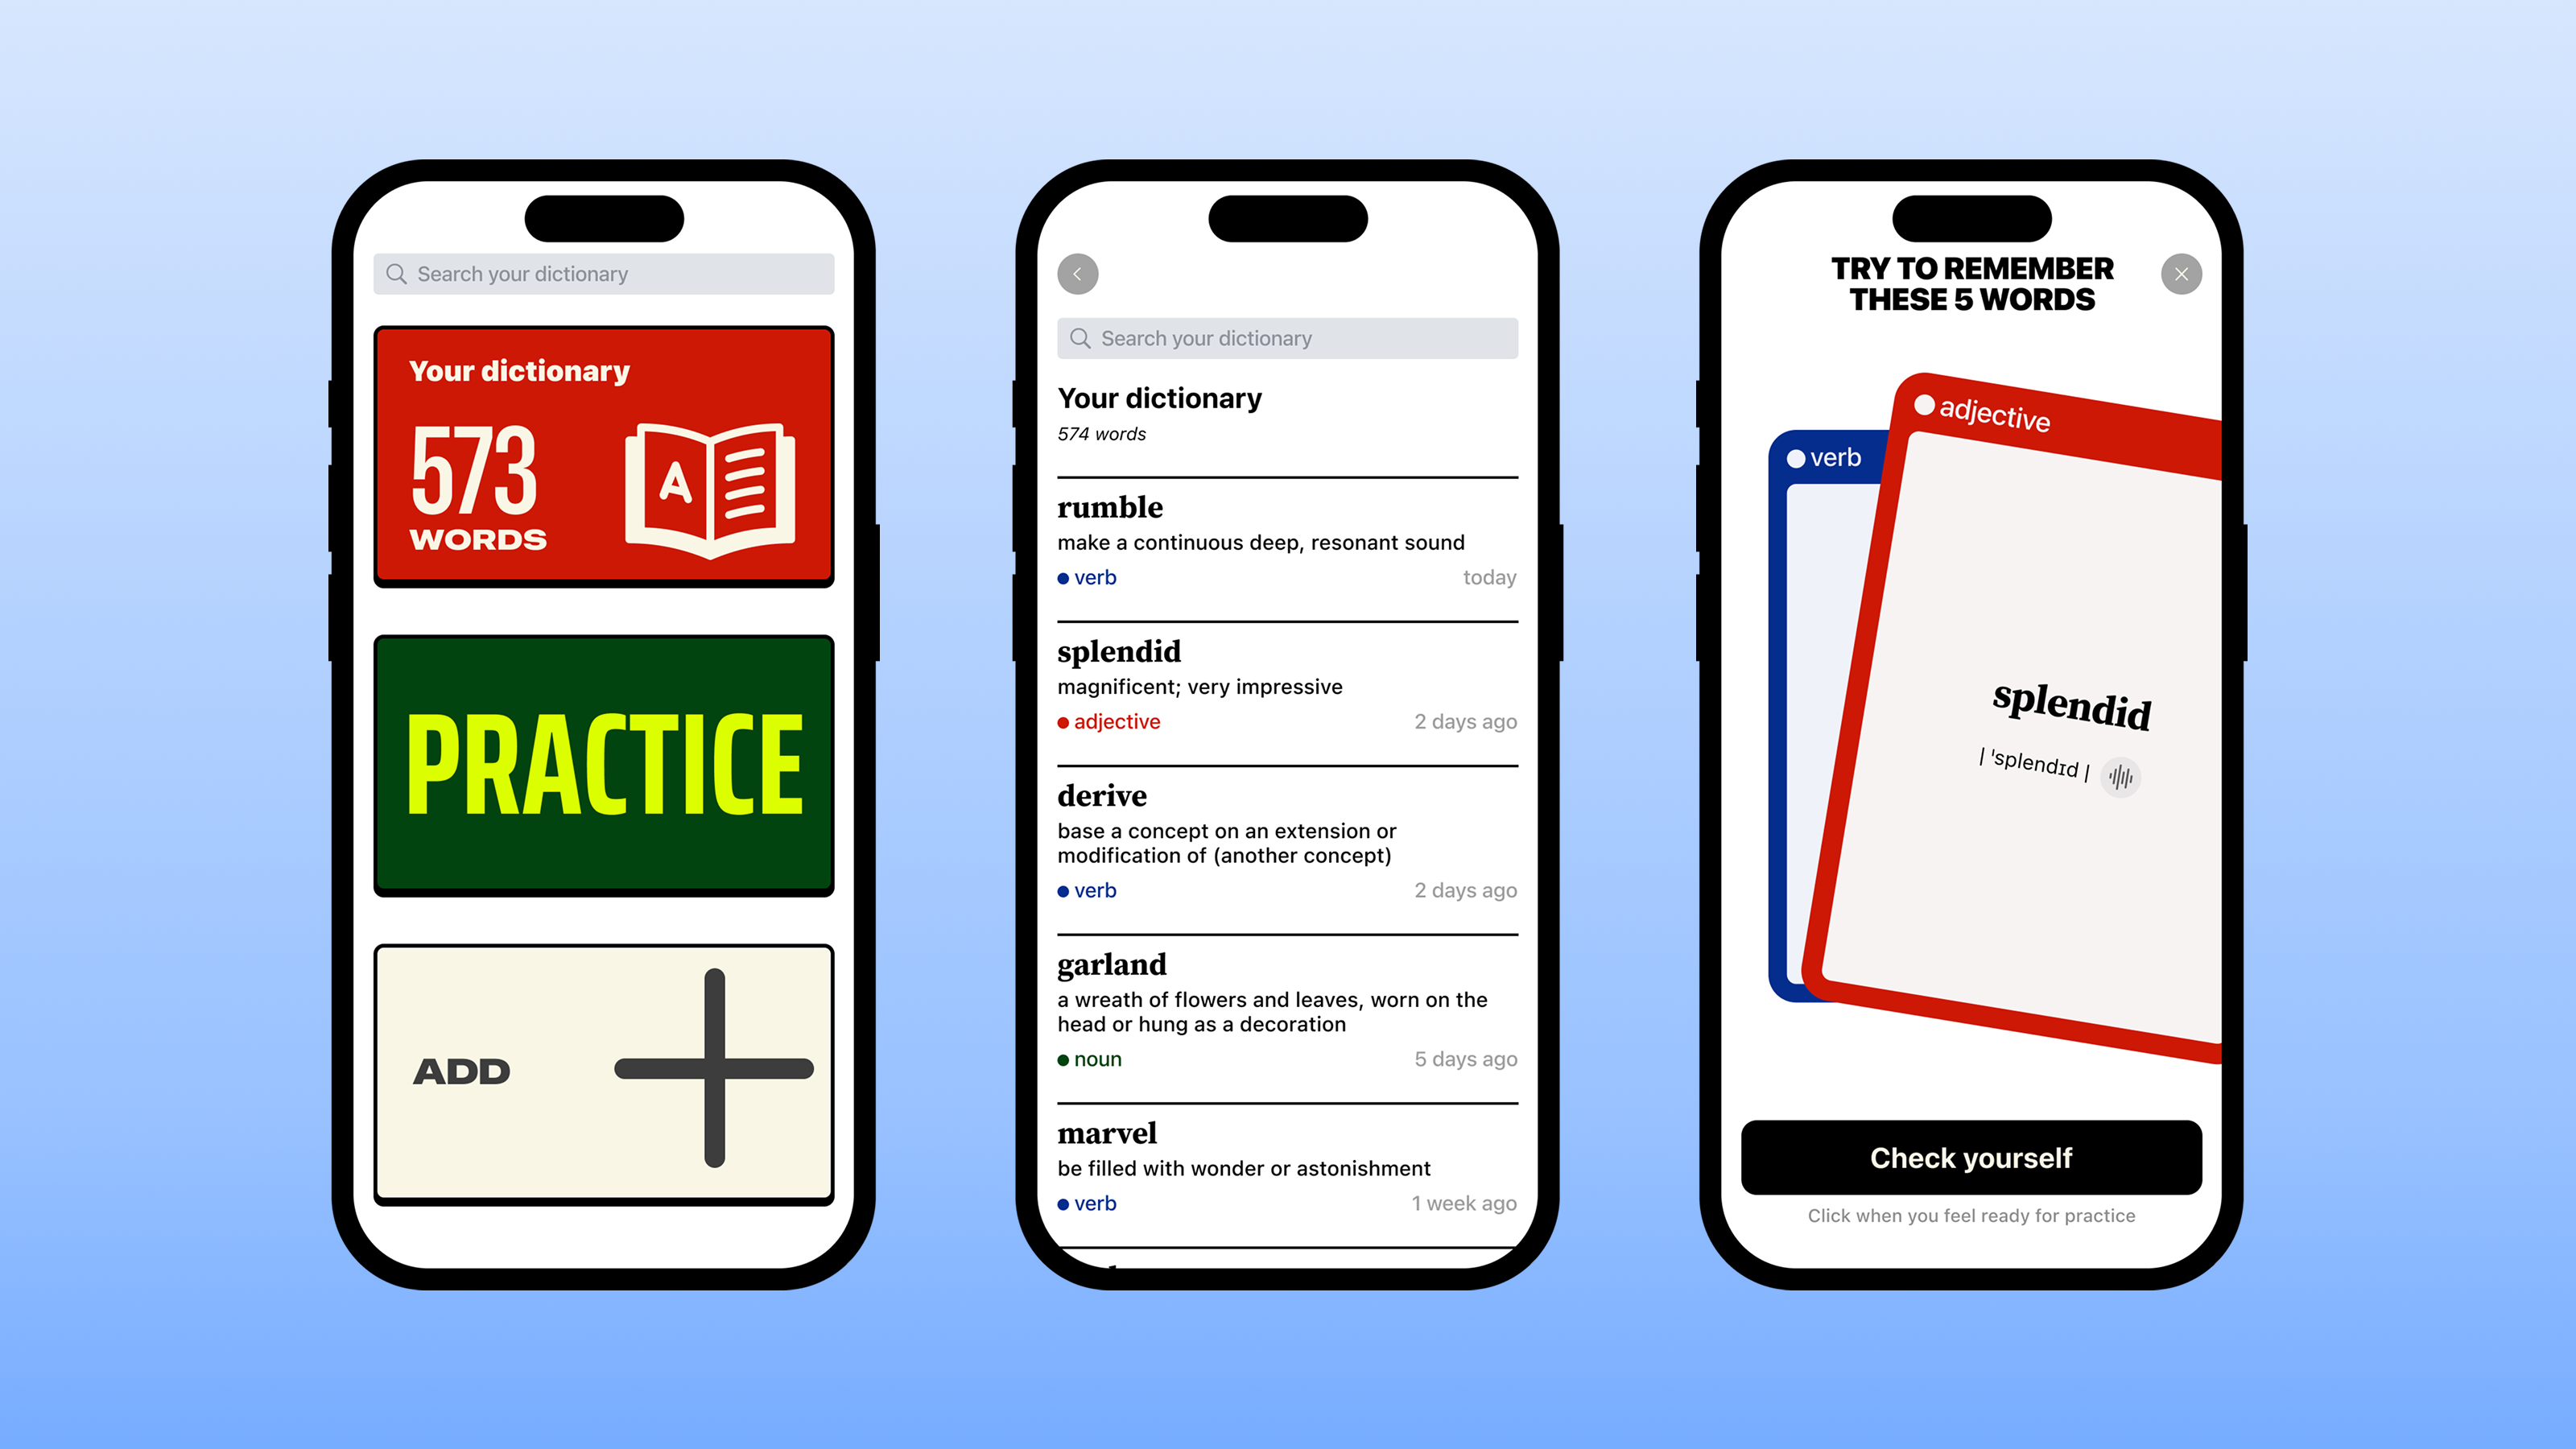 Search your dictionary
Your dictionary
573
WORDS
A
PRACTICE
ADD
Search your dictionary
Your dictionary
574 words
rumble
make a continuous deep, resonant sound
verb
today
splendid
magnificent; very impressive
adjective
2 days ago
derive
base a concept on an extension or
modification of (another concept)
verb
2 days ago
garland
a wreath of flowers and leaves, worn on the
head or hung as a decoration
noun
5 days ago
marvel
be filled with wonder or astonishment
verb
1 week ago
TRY TO REMEMBER
THESE 5 WORDS
verb
adjective
splendid
| ˈsplendɪd |
Check yourself
Click when you feel ready for practice